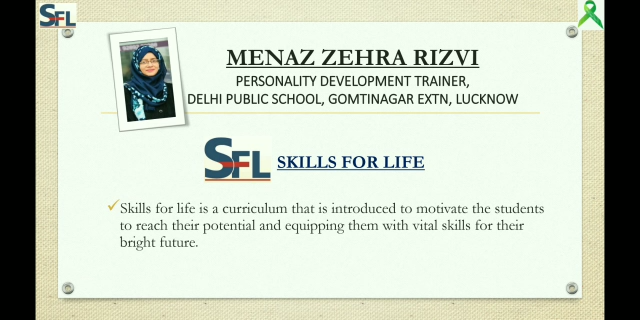 SFL
MENAZ ZEHRA RIZVI
PERSONALITY DEVELOPMENT TRAINER,
DELHI PUBLIC SCHOOL, GOMTINAGAR EXTN, LUCKNOW
SFL SKILLS FOR LIFE
✓Skills for life is a curriculum that is introduced to motivate the students
to reach their potential and equipping them with vital skills for their
bright future.